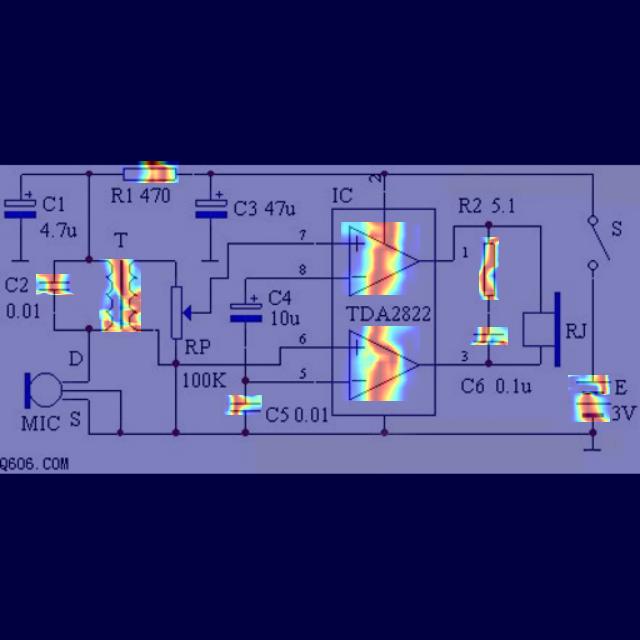 2
R1 470
IC
C1
4.7u
C3 47u
R2 5.1
S
T
7
1
8
C2
0.01
C4
10u
TDA2822
RJ
RP
6
D
100K
5
3
C6 0.1u
E
3V
C5 0.01
MIC S
Q606.COM